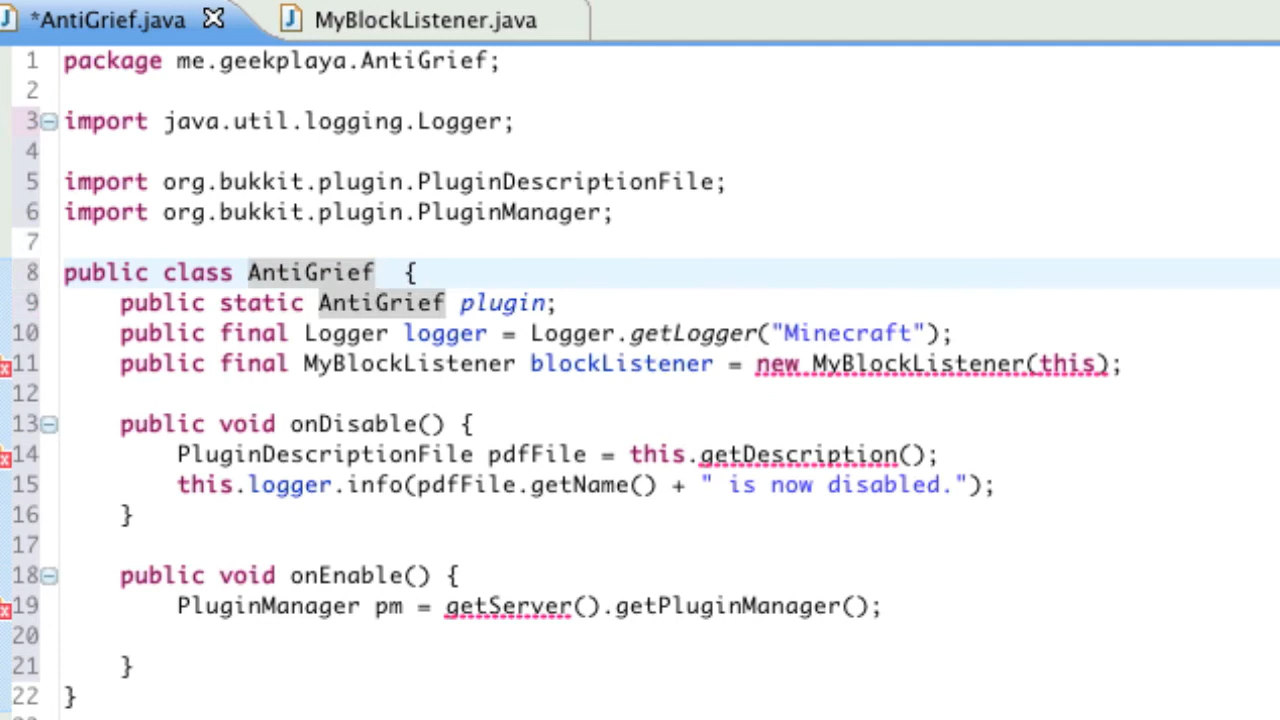 *AntiGrief.java
MyBlockListener.java
1 package me.geekplaya.AntiGrief;
2
3 import java.util.logging.Logger;
4
5 import org.bukkit.plugin.PluginDescriptionFile;
6 import org.bukkit.plugin.PluginManager;
7
8 public class AntiGrief  {
9     public static AntiGrief plugin;
10     public final Logger logger = Logger.getLogger("Minecraft");
11     public final MyBlockListener blockListener = new MyBlockListener(this);
12
13     public void onDisable() {
14         PluginDescriptionFile pdfFile = this.getDescription();
15         this.logger.info(pdfFile.getName() + " is now disabled.");
16     }
17
18     public void onEnable() {
19         PluginManager pm = getServer().getPluginManager();
20
21     }
22 }